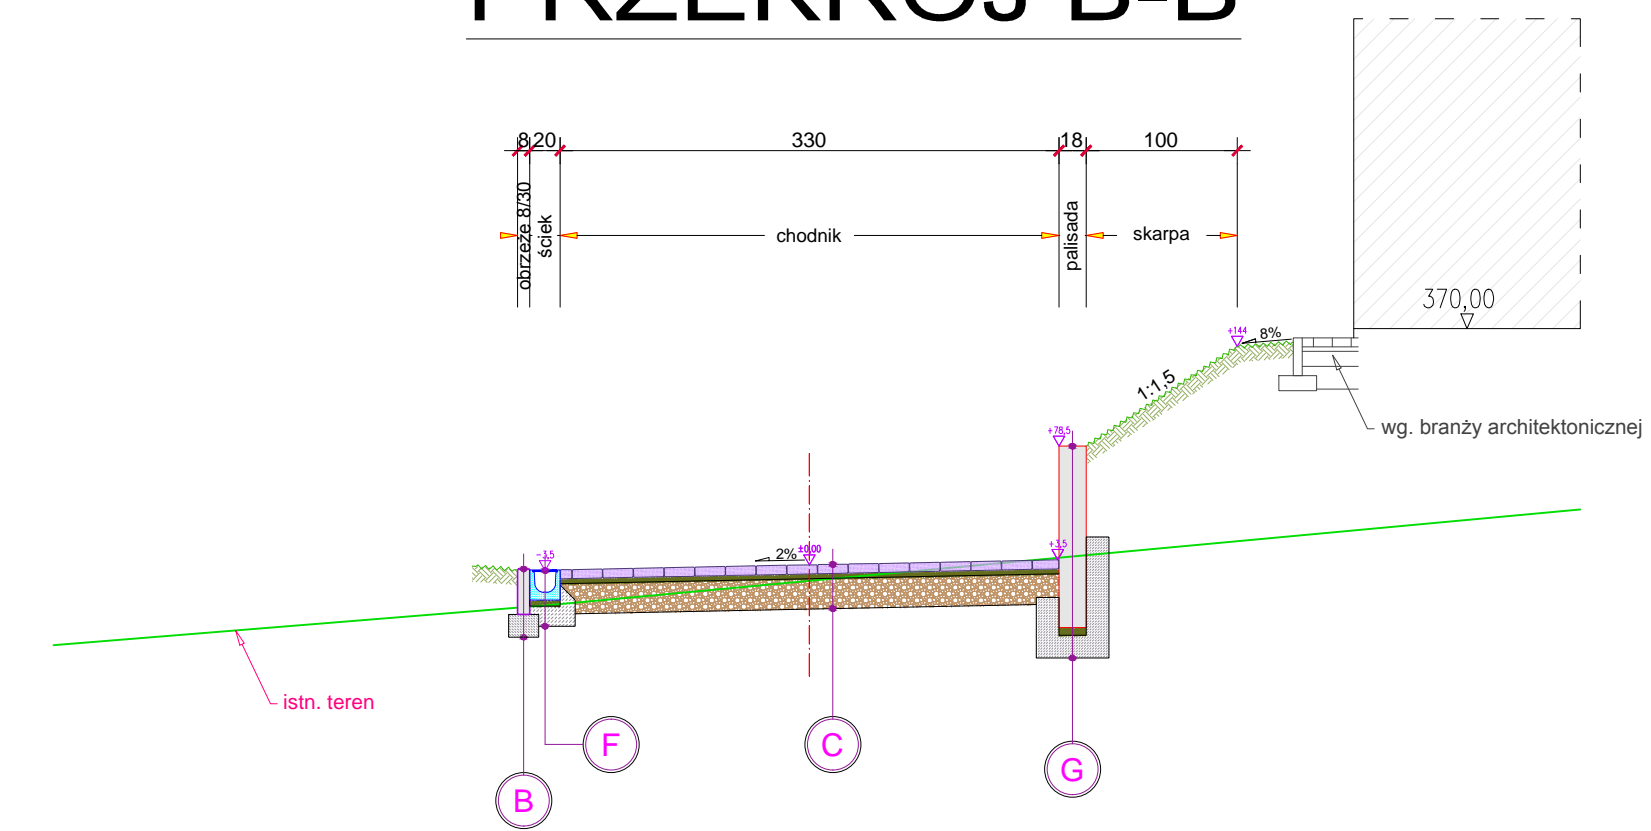 PRZEKRÓJ B-B
8 20 330 18 100
obrzeże 8/30
ściek
chodnik
palisada
skarpa
370,00
+144
8%
1:1,5
wg. branży architektonicznej
+78,5
-3,5
2%
±0,00
+3,5
istn. teren
F
C
G
B